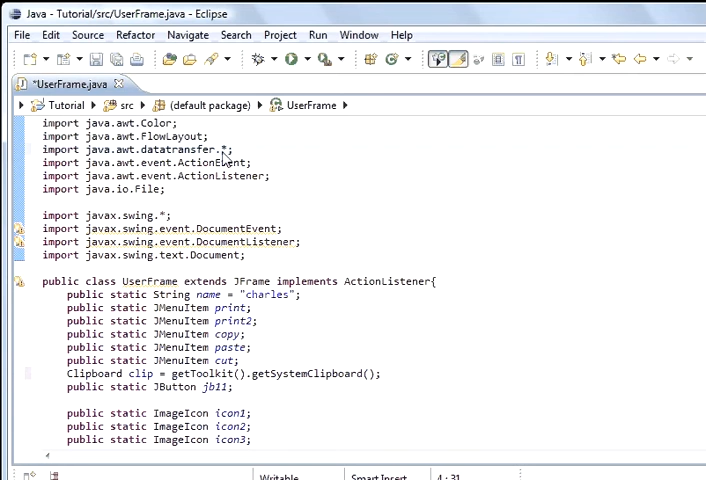 Java - Tutorial/src/UserFrame.java - Eclipse
File Edit Source Refactor Navigate Search Project Run Window Help
*UserFrame.java
Tutorial src (default package) UserFrame
import java.awt.Color;
import java.awt.FlowLayout;
import java.awt.datatransfer.*;
import java.awt.event.ActionEvent;
import java.awt.event.ActionListener;
import java.io.File;
import javax.swing.*;
import javax.swing.event.DocumentEvent;
import javax.swing.event.DocumentListener;
import javax.swing.text.Document;
public class UserFrame extends JFrame implements ActionListener{
public static String name = "charles";
public static JMenuItem print;
public static JMenuItem print2;
public static JMenuItem copy;
public static JMenuItem paste;
public static JMenuItem cut;
Clipboard clip = getToolkit().getSystemClipboard();
public static JButton jb11;
public static ImageIcon icon1;
public static ImageIcon icon2;
public static ImageIcon icon3;
Writable Smart Insert 4 : 31